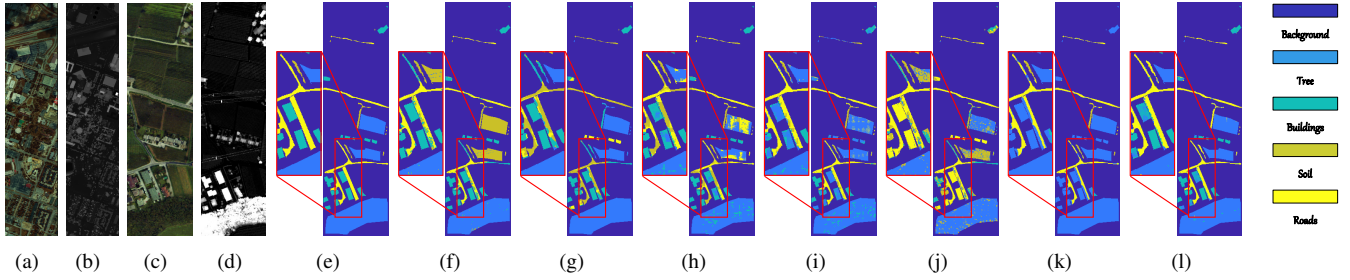 Background
Tree
Buildings
Soil
Roads
(a) (b) (c) (d) (e) (f) (g) (h) (i) (j) (k) (l)